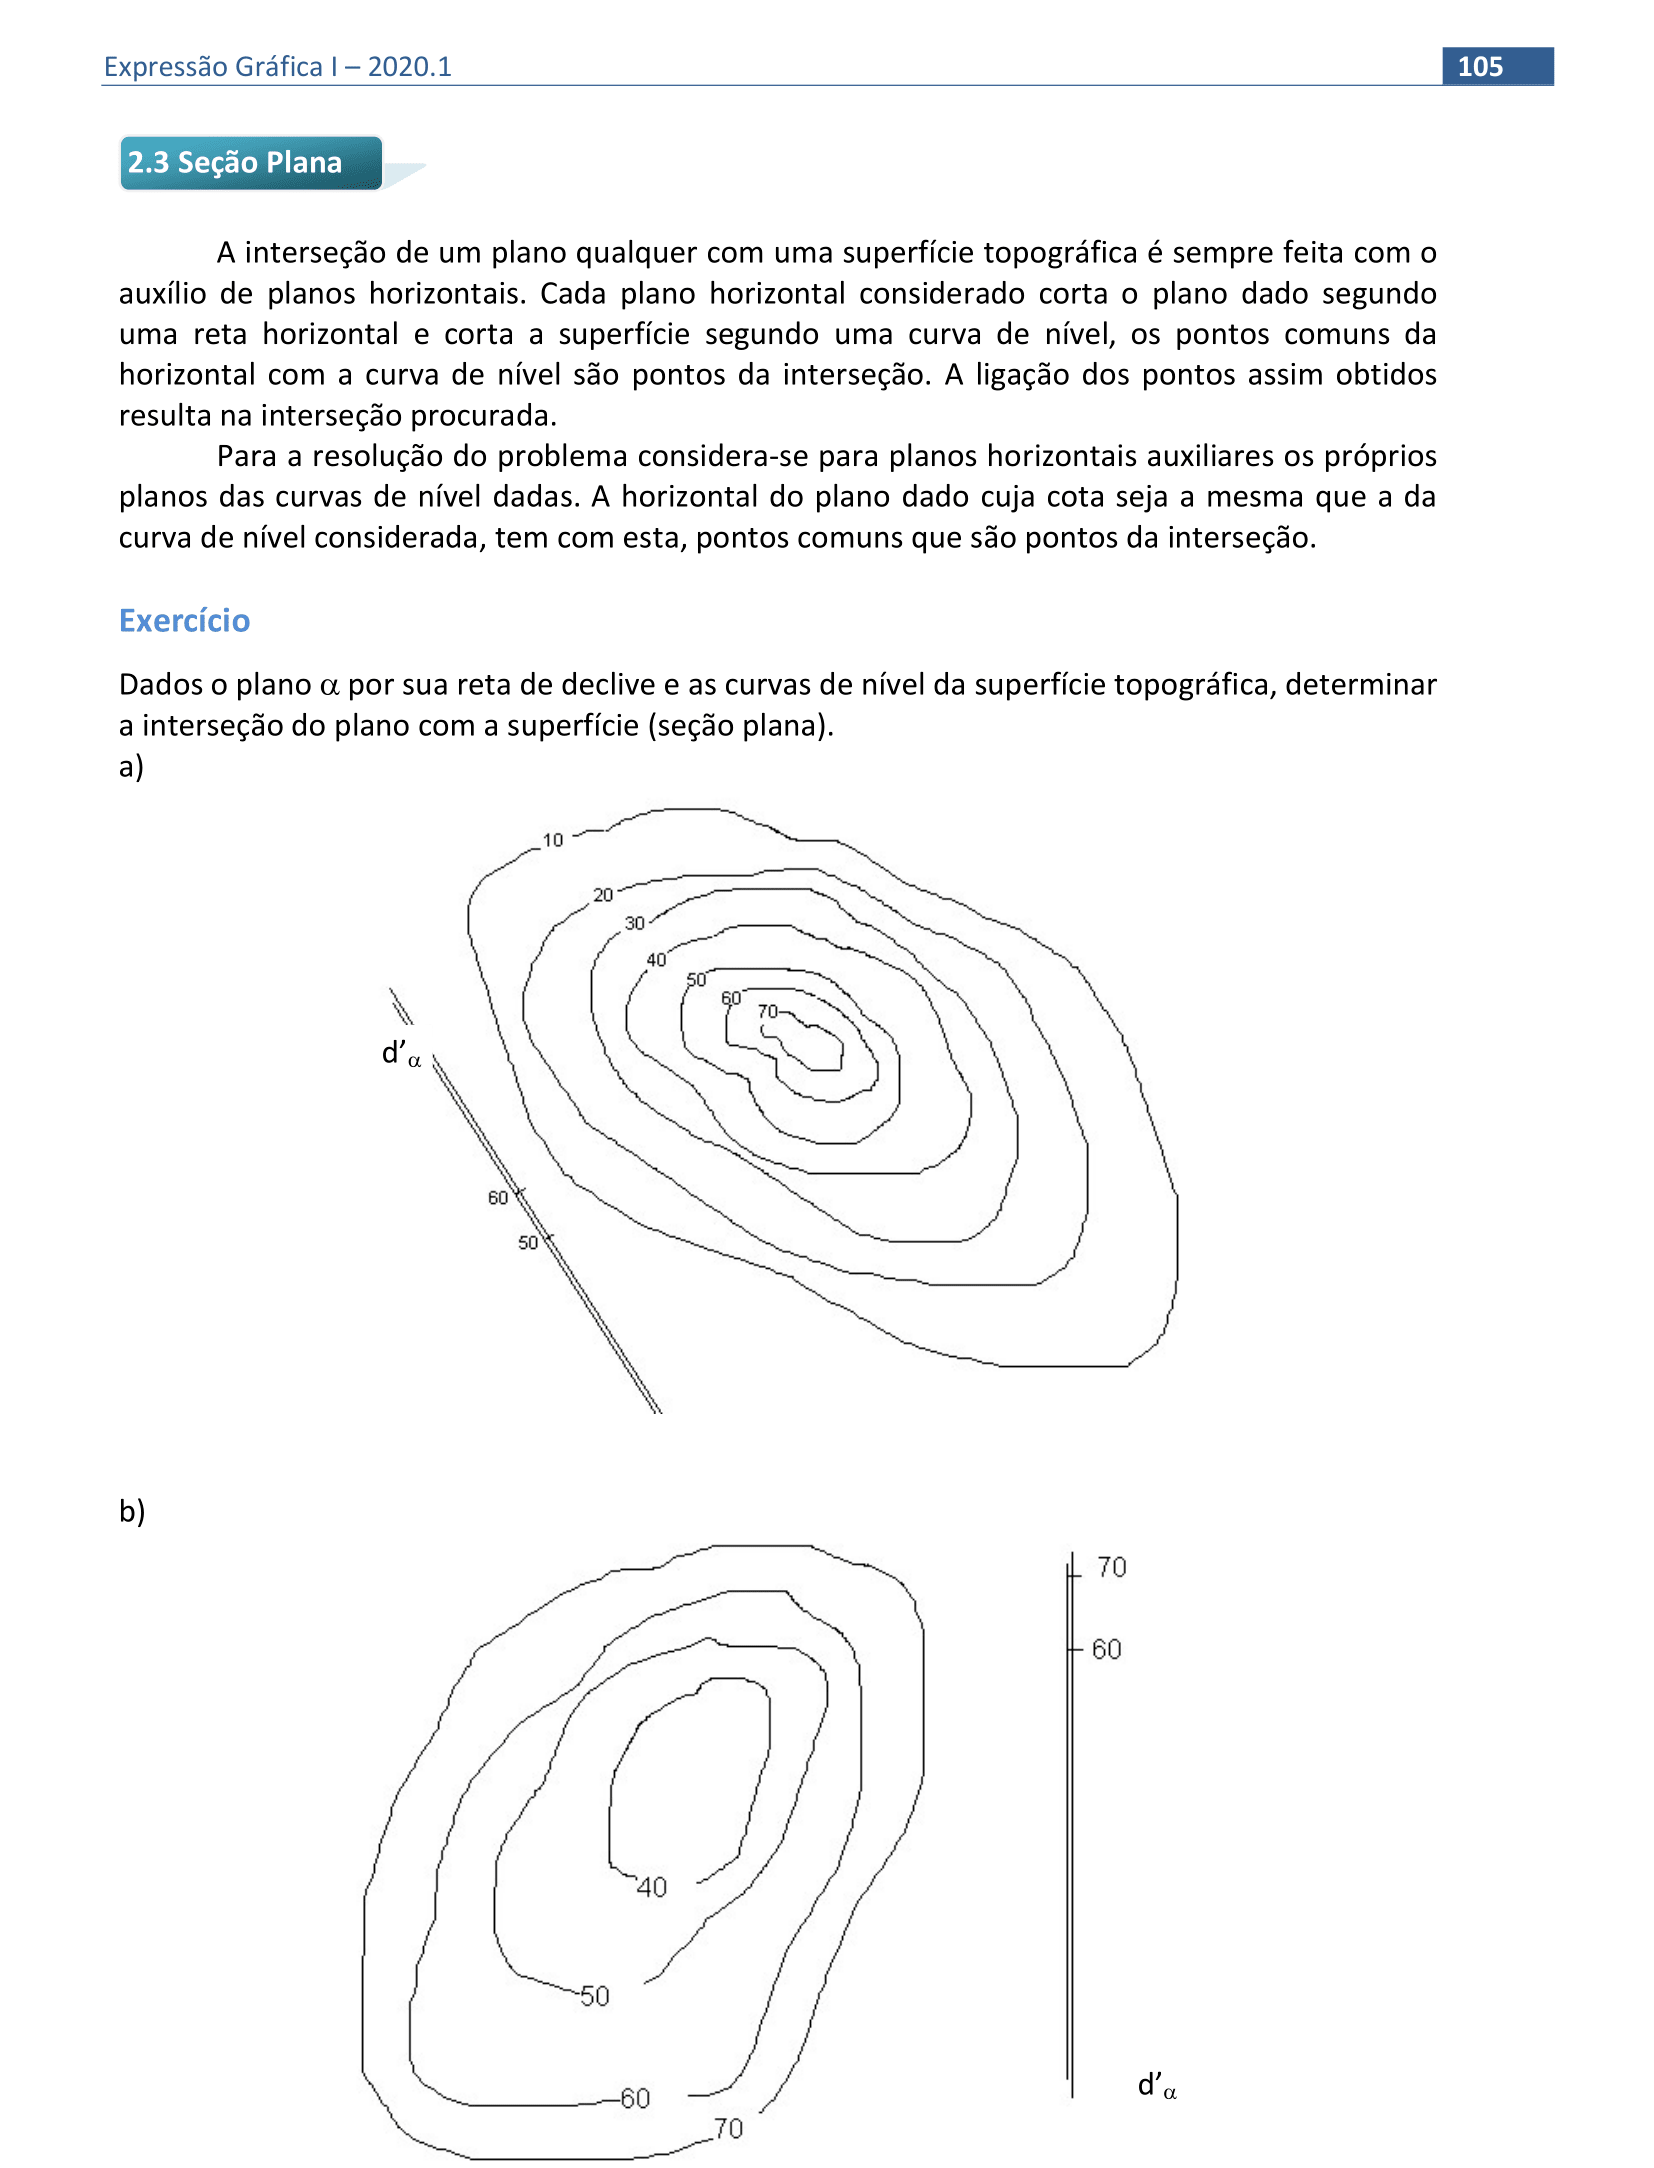 Expressão Gráfica I – 2020.1 105
2.3 Seção Plana
A interseção de um plano qualquer com uma superfície topográfica é sempre feita com o
auxílio de planos horizontais. Cada plano horizontal considerado corta o plano dado segundo
uma reta horizontal e corta a superfície segundo uma curva de nível, os pontos comuns da
horizontal com a curva de nível são pontos da interseção. A ligação dos pontos assim obtidos
resulta na interseção procurada.
Para a resolução do problema considera-se para planos horizontais auxiliares os próprios
planos das curvas de nível dadas. A horizontal do plano dado cuja cota seja a mesma que a da
curva de nível considerada, tem com esta, pontos comuns que são pontos da interseção.
Exercício
Dados o plano α por sua reta de declive e as curvas de nível da superfície topográfica, determinar
a interseção do plano com a superfície (seção plana).
a)
10
20
30
40
50
60
70
d’α
60
50
b)
70
60
40
50
60
70
d’α